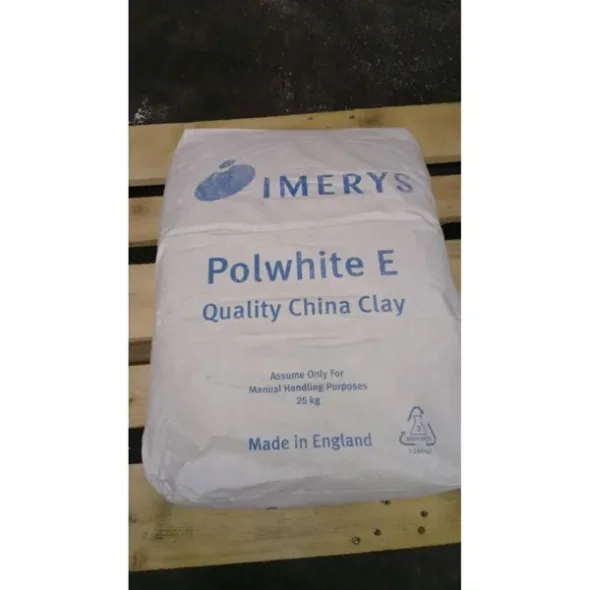 IMERYS
Polwhite E
Quality China Clay
Assume Only For
Manual Handling Purposes
25 kg
Made in England